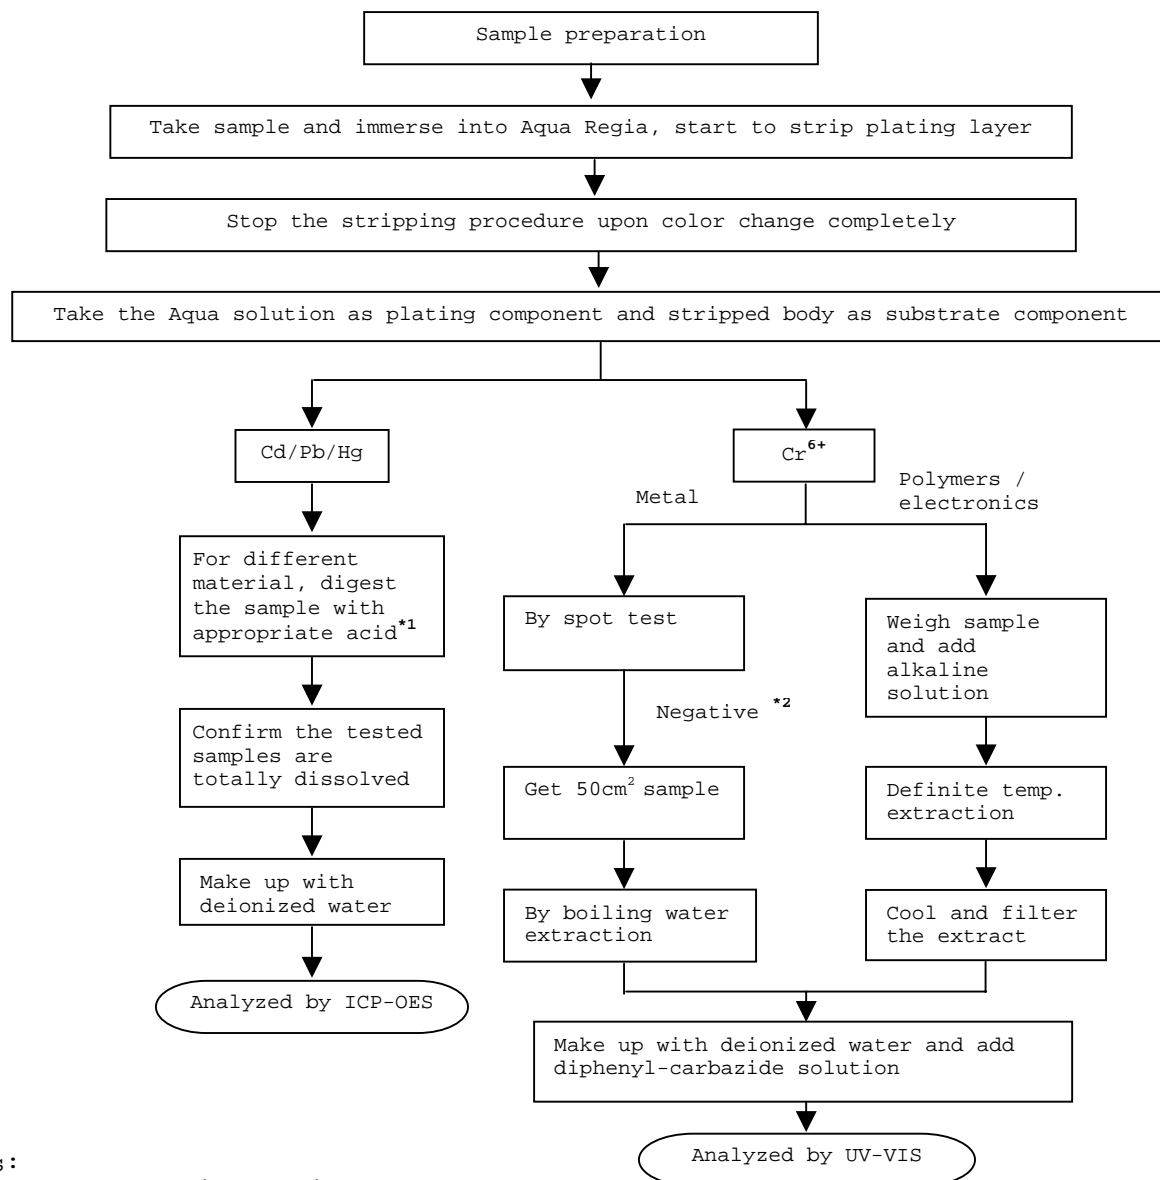 Sample preparation
Take sample and immerse into Aqua Regia, start to strip plating layer
Stop the stripping procedure upon color change completely
Take the Aqua solution as plating component and stripped body as substrate component
Cd/Pb/Hg
For different
material, digest
the sample with
appropriate acid*1
Confirm the tested
samples are
totally dissolved
Make up with
deionized water
Analyzed by ICP-OES
Cr6+
Metal
Polymers /
electronics
By spot test
Negative *2
Get 50cm2 sample
By boiling water
extraction
Weigh sample
and add
alkaline
solution
Definite temp.
extraction
Cool and filter
the extract
Make up with deionized water and add
diphenyl-carbazide solution
Analyzed by UV-VIS
s: